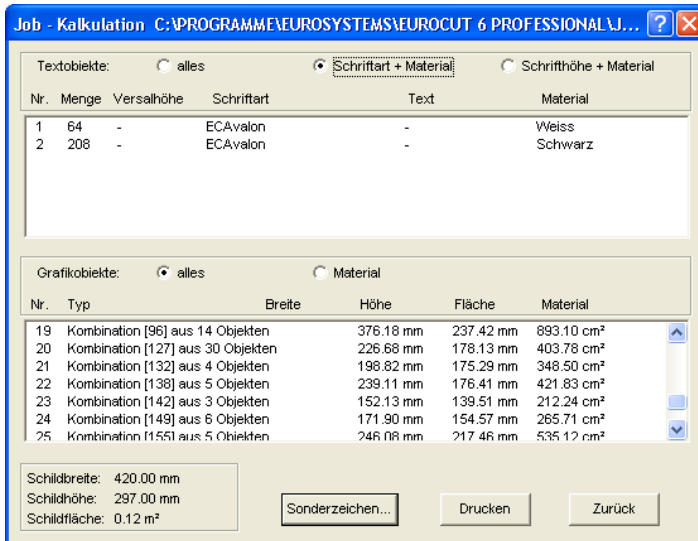 Job - Kalkulation C:\PROGRAMME\EUROSYSTEMS\EUROCUT 6 PROFESSIONAL\J... ? X
Textobiekte: alles Schriftart + Material Schrifthöhe + Material
Nr. Menge Versalhöhe Schriftart Text Material
1 64 - ECAvalon - Weiss
2 208 - ECAvalon - Schwarz
Grafikobiekte: alles Material
Nr. Typ Breite Höhe Fläche Material
19 Kombination [96] aus 14 Objekten 376.18 mm 237.42 mm 893.10 cm²
20 Kombination [127] aus 30 Objekten 226.68 mm 178.13 mm 403.78 cm²
21 Kombination [132] aus 4 Objekten 198.82 mm 175.29 mm 348.50 cm²
22 Kombination [138] aus 5 Objekten 239.11 mm 176.41 mm 421.83 cm²
23 Kombination [142] aus 3 Objekten 152.13 mm 139.51 mm 212.24 cm²
24 Kombination [149] aus 6 Objekten 171.90 mm 154.57 mm 265.71 cm²
25 Kombination [155] aus 5 Objekten 246.08 mm 217.46 mm 535.12 cm²
Schildbreite: 420.00 mm
Schildhöhe: 297.00 mm
Schildfläche: 0.12 m²
Sonderzeichen... Drucken Zurück